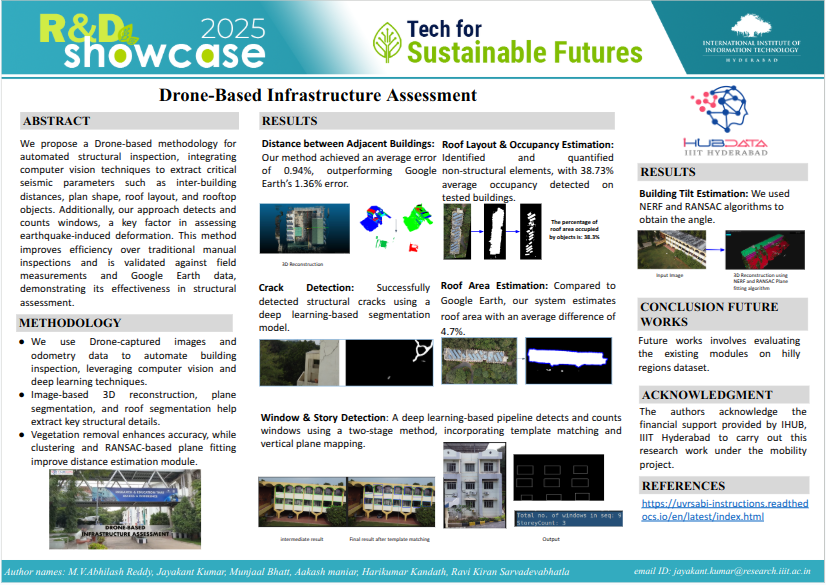 R&D
showcase
2025
Tech for
Sustainable Futures
INTERNATIONAL INSTITUTE OF
INFORMATION TECHNOLOGY
HYDERABAD
Drone-Based Infrastructure Assessment
ABSTRACT
We propose a Drone-based methodology for
automated structural inspection, integrating
computer vision techniques to extract critical
seismic parameters such as inter-building
distances, plan shape, roof layout, and rooftop
objects. Additionally, our approach detects and
counts windows, a key factor in assessing
earthquake-induced deformation. This method
improves efficiency over traditional manual
inspections and is validated against field
measurements and Google Earth data,
demonstrating its effectiveness in structural
assessment.
METHODOLOGY
● We use Drone-captured images and
odometry data to automate building
inspection, leveraging computer vision and
deep learning techniques.
● Image-based 3D reconstruction, plane
segmentation, and roof segmentation help
extract key structural details.
● Vegetation removal enhances accuracy, while
clustering and RANSAC-based plane fitting
improve distance estimation module.
DRONE-BASED
INFRASTRUCTURE ASSESSMENT
RESULTS
Distance between Adjacent Buildings:
Our method achieved an average error
of 0.94%, outperforming Google
Earth's 1.36% error.
3D Reconstruction
Roof Layout & Occupancy Estimation:
Identified and quantified
non-structural elements, with 38.73%
average occupancy detected on
tested buildings.
The percentage of
roof area occupied
by objects is: 38.3%
Crack Detection: Successfully
detected structural cracks using a
deep learning-based segmentation
model.
Roof Area Estimation: Compared to
Google Earth, our system estimates
roof area with an average difference of
4.7%.
Window & Story Detection: A deep learning-based pipeline detects and counts
windows using a two-stage method, incorporating template matching and
vertical plane mapping.
intermediate result
Final result after template matching
Total no. of windows in seq: 9
StoreyCount: 3
Output
HUBDATA
IIIT HYDERABAD
RESULTS
Building Tilt Estimation: We used
NERF and RANSAC algorithms to
obtain the angle.
Input Image
3D Reconstruction using
NERF and RANSAC Plane
fitting algorithm
CONCLUSION FUTURE
WORKS
Future works involves evaluating
the existing modules on hilly
regions dataset.
ACKNOWLEDGMENT
The authors acknowledge the
financial support provided by IHUB,
IIIT Hyderabad to carry out this
research work under the mobility
project.
REFERENCES
https://uvrsabi-instructions.readthed
ocs.io/en/latest/index.html
Author names: M.V.Abhilash Reddy, Jayakant Kumar, Munjaal Bhatt, Aakash maniar, Harikumar Kandath, Ravi Kiran Sarvadevabhatla
email ID: jayakant.kumar@research.iiit.ac.in